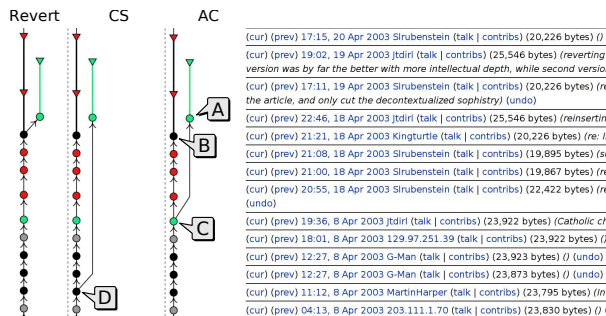 Revert CS AC
A
B
C
D
(cur) (prev) 17:15, 20 Apr 2003 Slrubenstein (talk | contribs) (20,226 bytes) ()
(cur) (prev) 19:02, 19 Apr 2003 Jtdirl (talk | contribs) (25,546 bytes) (reverting
version was by far the better with more intellectual depth, while second version
(cur) (prev) 17:11, 19 Apr 2003 Slrubenstein (talk | contribs) (20,226 bytes) (re
the article, and only cut the decontextualized sophistry) (undo)
(cur) (prev) 22:46, 18 Apr 2003 Jtdirl (talk | contribs) (25,546 bytes) (reinsertin
(cur) (prev) 21:21, 18 Apr 2003 Kingturtle (talk | contribs) (20,226 bytes) (re:
(cur) (prev) 21:08, 18 Apr 2003 Slrubenstein (talk | contribs) (19,895 bytes) (s
(cur) (prev) 21:00, 18 Apr 2003 Slrubenstein (talk | contribs) (19,867 bytes) (re
(cur) (prev) 20:55, 18 Apr 2003 Slrubenstein (talk | contribs) (22,422 bytes) (re
(undo)
(cur) (prev) 19:36, 8 Apr 2003 Jtdirl (talk | contribs) (23,922 bytes) (Catholic ch
(cur) (prev) 18:01, 8 Apr 2003 129.97.251.39 (talk | contribs) (23,922 bytes) ()
(cur) (prev) 12:27, 8 Apr 2003 G-Man (talk | contribs) (23,923 bytes) () (undo)
(cur) (prev) 12:27, 8 Apr 2003 G-Man (talk | contribs) (23,873 bytes) () (undo)
(cur) (prev) 11:12, 8 Apr 2003 MartinHarper (talk | contribs) (23,795 bytes) (In
(cur) (prev) 04:13, 8 Apr 2003 203.111.1.70 (talk | contribs) (23,830 bytes) ()